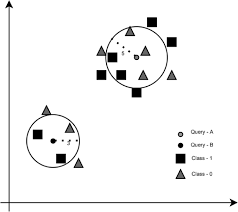 δ
δ
Query - A
Query - B
Class - 1
Class - 0